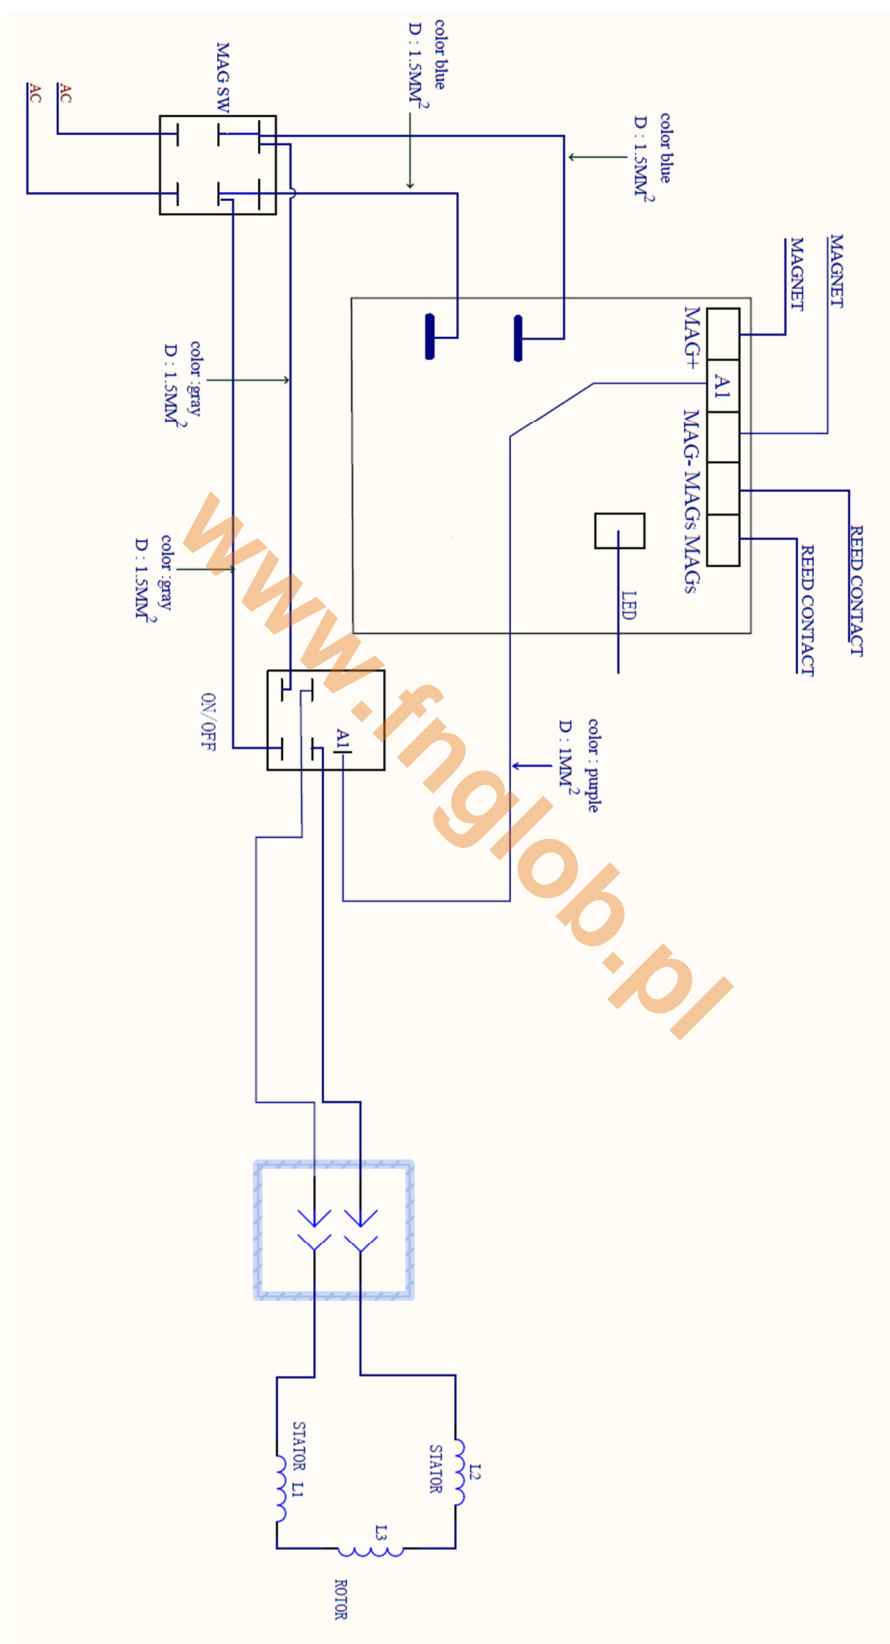 AC
AC
MAG SW
color blue
D : 1.5MM²
color blue
D : 1.5MM²
MAGNET
MAGNET
MAG+
A1
MAG-
MAGs
MAGs
REED CONTACT
REED CONTACT
LED
color :gray
D : 1.5MM²
color :gray
D : 1.5MM²
ON/OFF
A1
color : purple
D : 1MM²
www.fnglob.pl
STATOR L1
L2
STATOR
L3
ROTOR